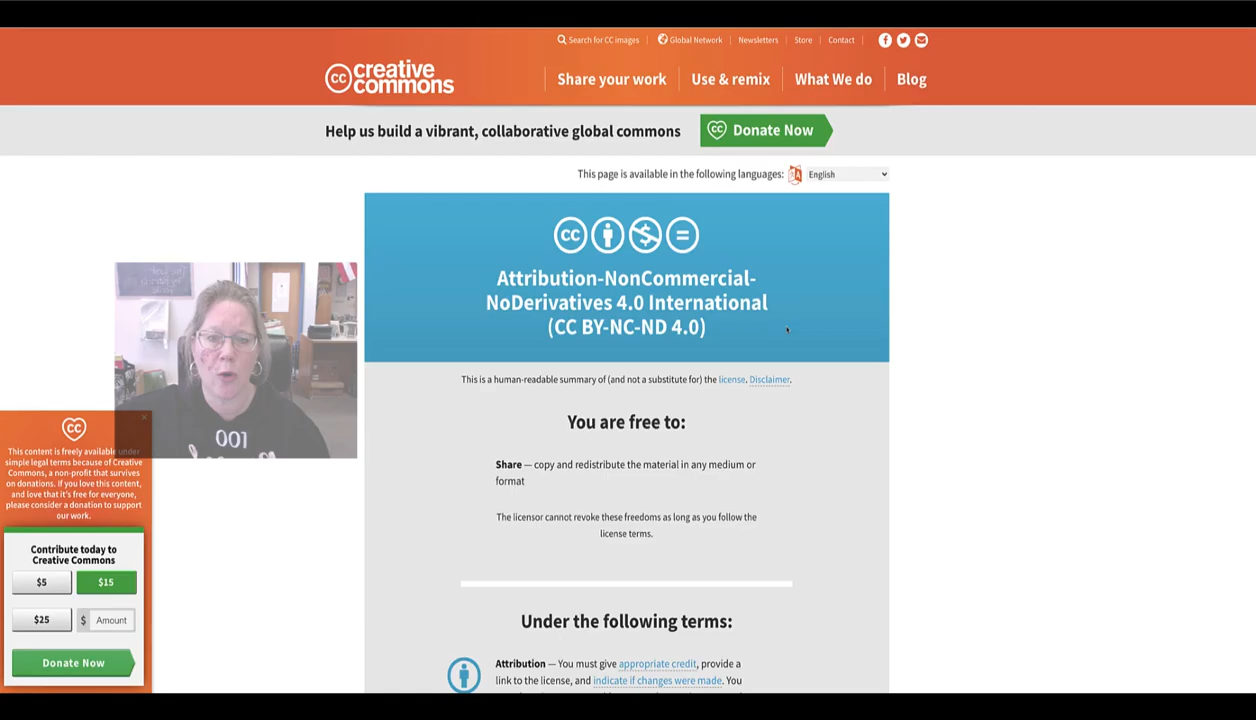 Search for CC images
Global Network
Newsletters
Store
Contact
creative
commons
Share your work
Use & remix
What We do
Blog
Help us build a vibrant, collaborative global commons
Donate Now
This page is available in the following languages:
English
Attribution-NonCommercial-
NoDerivatives 4.0 International
(CC BY-NC-ND 4.0)
This is a human-readable summary of (and not a substitute for) the license. Disclaimer.
You are free to:
Share — copy and redistribute the material in any medium or
format
The licensor cannot revoke these freedoms as long as you follow the
license terms.
Under the following terms:
Attribution — You must give appropriate credit, provide a
link to the license, and indicate if changes were made. You
001
This content is freely available under
simple legal terms because of Creative
Commons, a non-profit that survives
on donations. If you love this content,
and love that it's free for everyone,
please consider a donation to support
our work.
Contribute today to
Creative Commons
$5
$15
$25
$ Amount
Donate Now